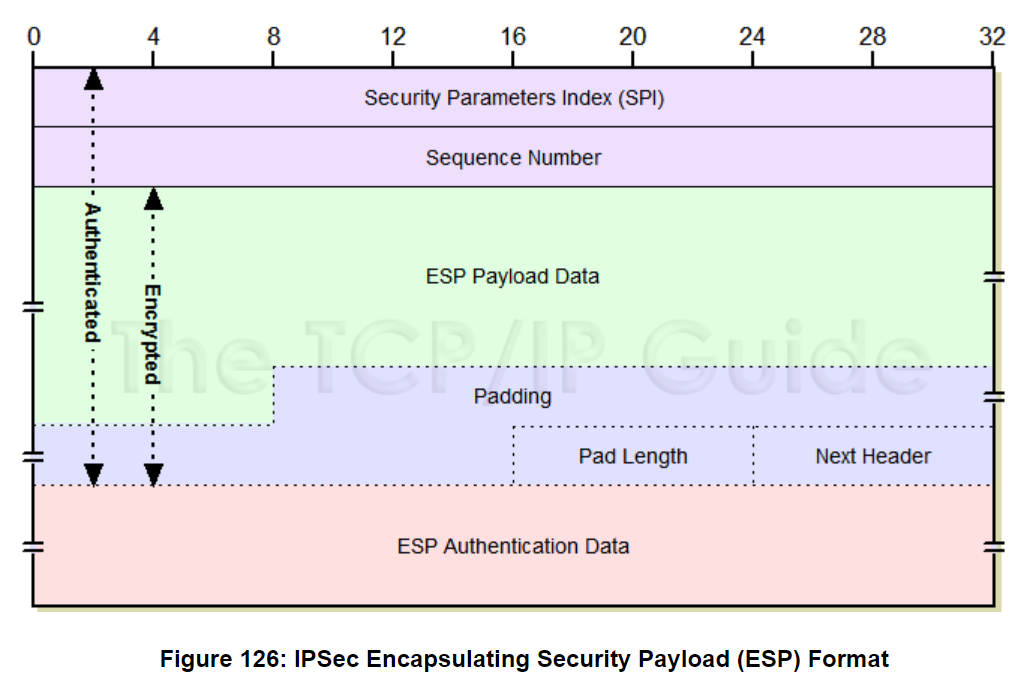 0 4 8 12 16 20 24 28 32
Security Parameters Index (SPI)
Sequence Number
Authenticated
Encrypted
ESP Payload Data
The TCP/IP Guide
Padding
Pad Length
Next Header
ESP Authentication Data
Figure 126: IPSec Encapsulating Security Payload (ESP) Format